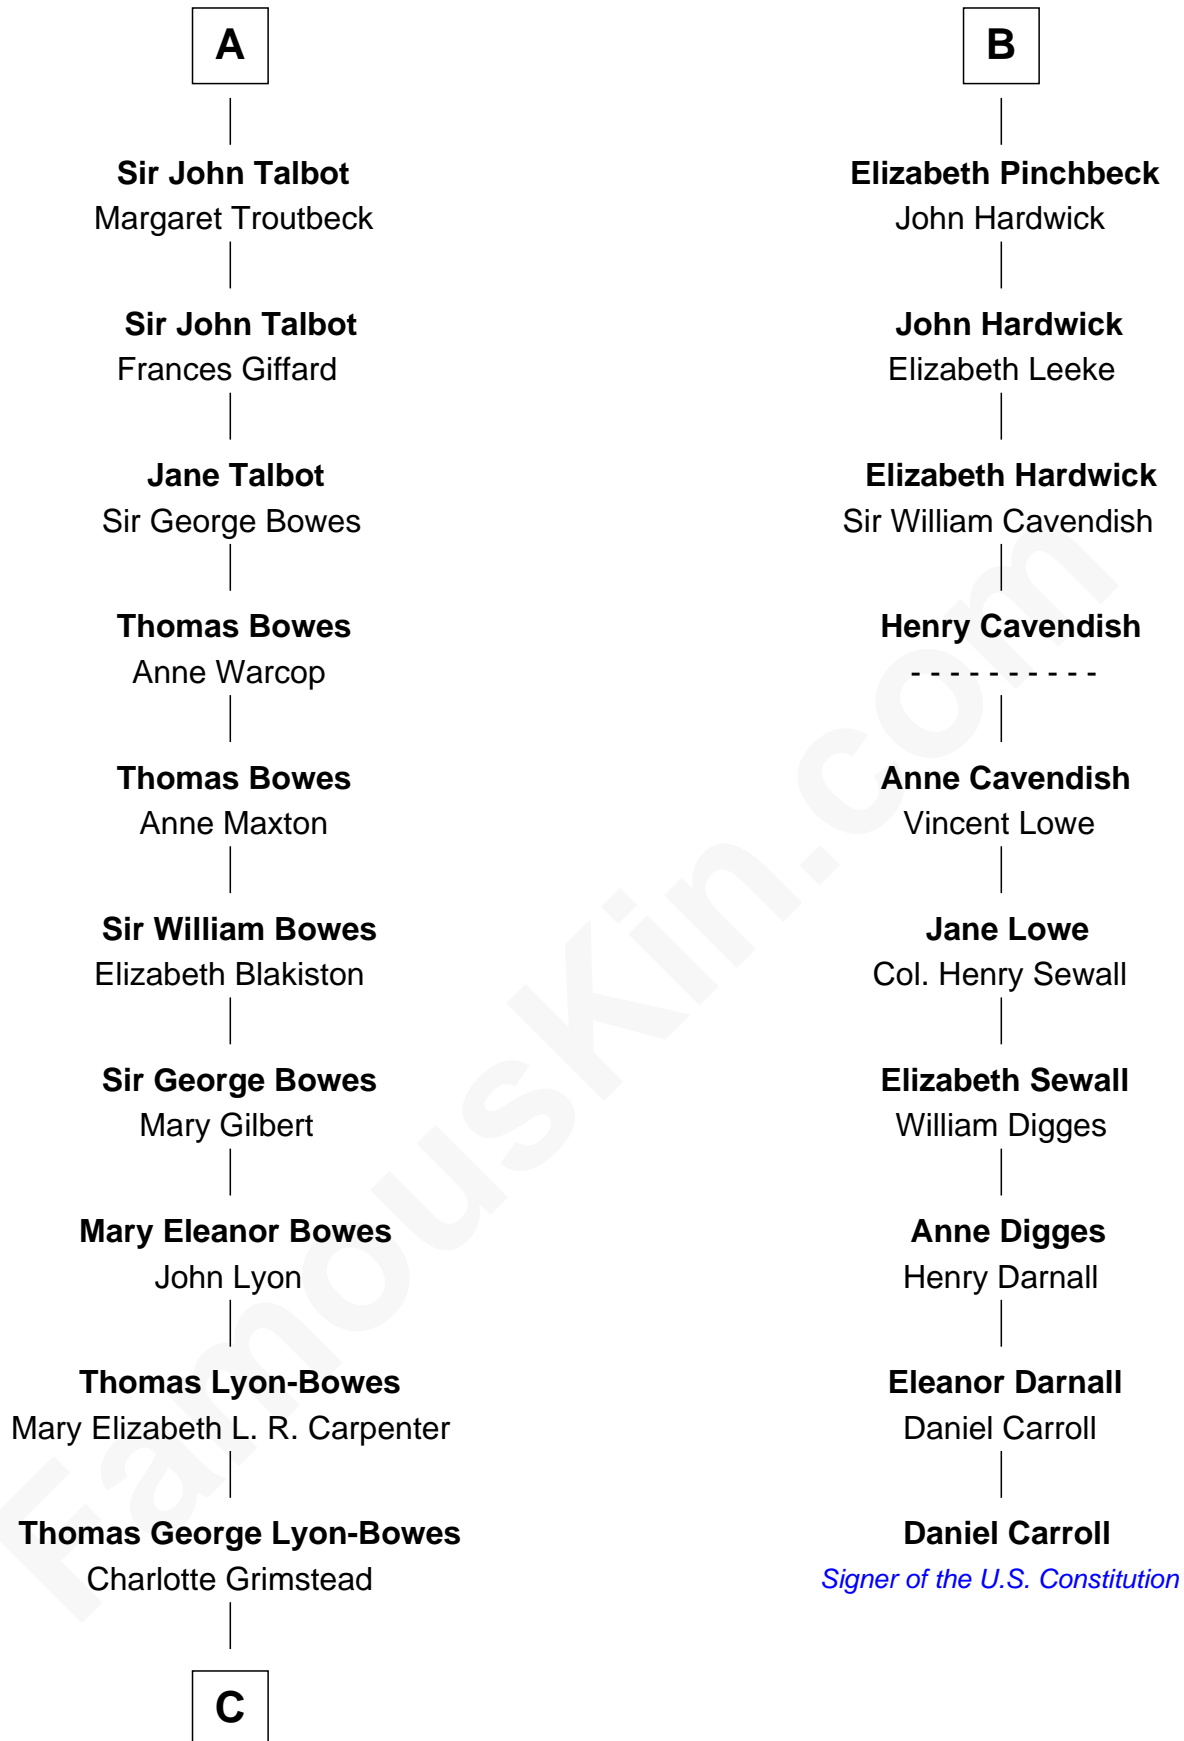 A
Sir John Talbot
Margaret Troutbeck
Sir John Talbot
Frances Giffard
Jane Talbot
Sir George Bowes
Thomas Bowes
Anne Warcop
Thomas Bowes
Anne Maxton
Sir William Bowes
Elizabeth Blakiston
Sir George Bowes
Mary Gilbert
Mary Eleanor Bowes
John Lyon
Thomas Lyon-Bowes
Mary Elizabeth L. R. Carpenter
Thomas George Lyon-Bowes
Charlotte Grimstead
C
B
Elizabeth Pinchbeck
John Hardwick
John Hardwick
Elizabeth Leeke
Elizabeth Hardwick
Sir William Cavendish
Henry Cavendish
- - - - - - - - - -
Anne Cavendish
Vincent Lowe
Jane Lowe
Col. Henry Sewall
Elizabeth Sewall
William Digges
Anne Digges
Henry Darnall
Eleanor Darnall
Daniel Carroll
Daniel Carroll
Signer of the U.S. Constitution
FamousKin.com